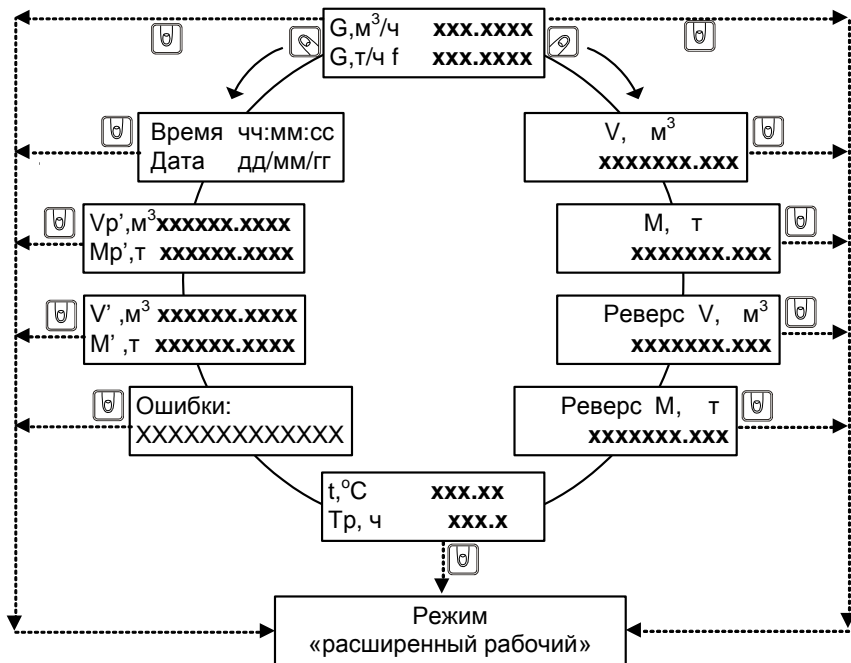 G,м³/ч xxx.xxxx
G,т/ч f xxx.xxxx
Время чч:мм:сс
Дата дд/мм/гг
Vр’,м³xxxxxx.xxxx
Мр’,т xxxxxx.xxxx
V’ ,м³ xxxxxx.xxxx
М’ ,т xxxxxx.xxxx
Ошибки:
XXXXXXXXXXXXX
V, м³
xxxxxxx.xxx
М, т
xxxxxxx.xxx
Реверс V, м³
xxxxxxx.xxx
Реверс М, т
xxxxxxx.xxx
t,°C xxx.xx
Тр, ч xxx.x
Режим
«расширенный рабочий»